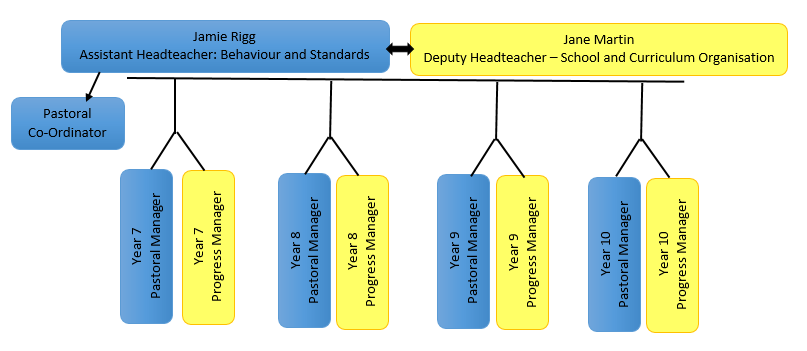 Jamie Rigg
Assistant Headteacher: Behaviour and Standards
Jane Martin
Deputy Headteacher – School and Curriculum Organisation
Pastoral
Co-Ordinator
Year 7
Pastoral Manager
Year 7
Progress Manager
Year 8
Pastoral Manager
Year 8
Progress Manager
Year 9
Pastoral Manager
Year 9
Progress Manager
Year 10
Pastoral Manager
Year 10
Progress Manager